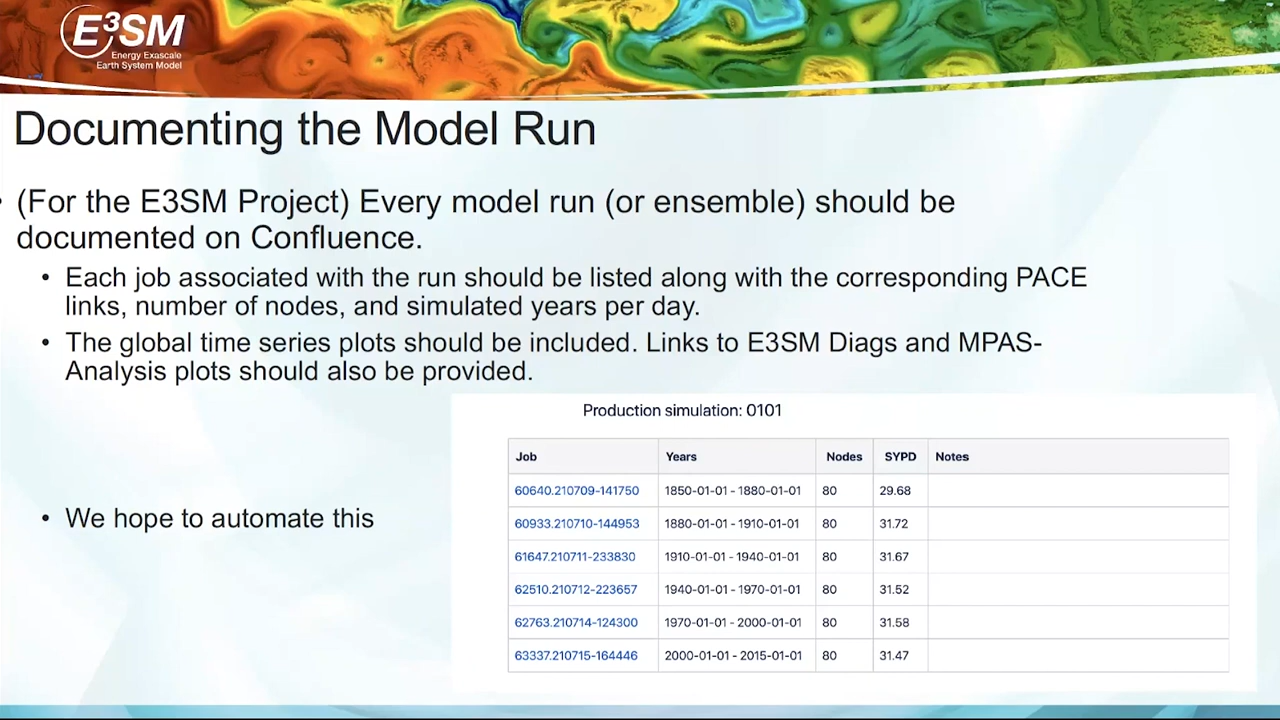 E3SM
Energy Exascale
Earth System Model
Documenting the Model Run
• (For the E3SM Project) Every model run (or ensemble) should be
documented on Confluence.
• Each job associated with the run should be listed along with the corresponding PACE
links, number of nodes, and simulated years per day.
• The global time series plots should be included. Links to E3SM Diags and MPAS-
Analysis plots should also be provided.
• We hope to automate this
Production simulation: 0101
Job Years Nodes SYPD Notes
60640.210709-141750 1850-01-01 - 1880-01-01 80 29.68
60933.210710-144953 1880-01-01 - 1910-01-01 80 31.72
61647.210711-233830 1910-01-01 - 1940-01-01 80 31.67
62510.210712-223657 1940-01-01 - 1970-01-01 80 31.52
62763.210714-124300 1970-01-01 - 2000-01-01 80 31.58
63337.210715-164446 2000-01-01 - 2015-01-01 80 31.47